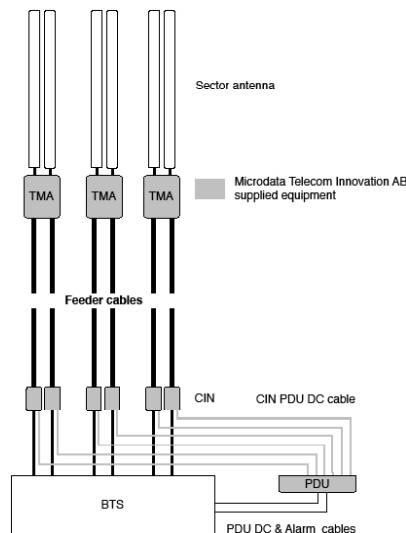 Sector antenna
TMA
TMA
TMA
Microdata Telecom Innovation AB
supplied equipment
Feeder cables
CIN
CIN PDU DC cable
PDU
BTS
PDU DC & Alarm cables